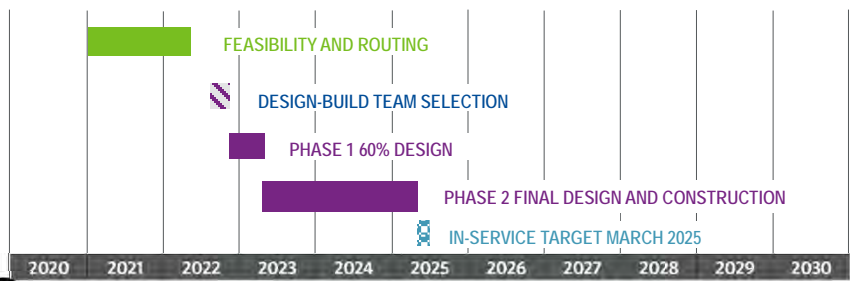 FEASIBILITY AND ROUTING
DESIGN-BUILD TEAM SELECTION
PHASE 1 60% DESIGN
PHASE 2 FINAL DESIGN AND CONSTRUCTION
IN-SERVICE TARGET MARCH 2025
2020 2021 2022 2023 2024 2025 2026 2027 2028 2029 2030